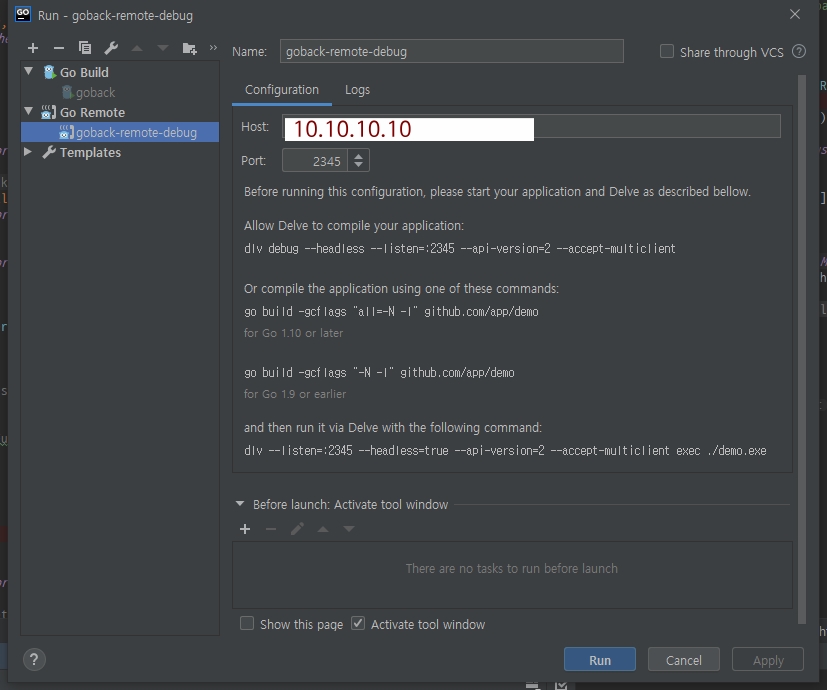 GO Run - goback-remote-debug
Name: goback-remote-debug
Share through VCS ?
Go Build
goback
Go Remote
goback-remote-debug
Templates
Configuration Logs
Host: 10.10.10.10
Port: 2345
Before running this configuration, please start your application and Delve as described bellow.
Allow Delve to compile your application:
dlv debug --headless --listen=:2345 --api-version=2 --accept-multiclient
Or compile the application using one of these commands:
go build -gcflags "all=-N -l" github.com/app/demo
for Go 1.10 or later
go build -gcflags "-N -l" github.com/app/demo
for Go 1.9 or earlier
and then run it via Delve with the following command:
dlv --listen=:2345 --headless=true --api-version=2 --accept-multiclient exec ./demo.exe
Before launch: Activate tool window
There are no tasks to run before launch
Show this page Activate tool window
? Run Cancel Apply